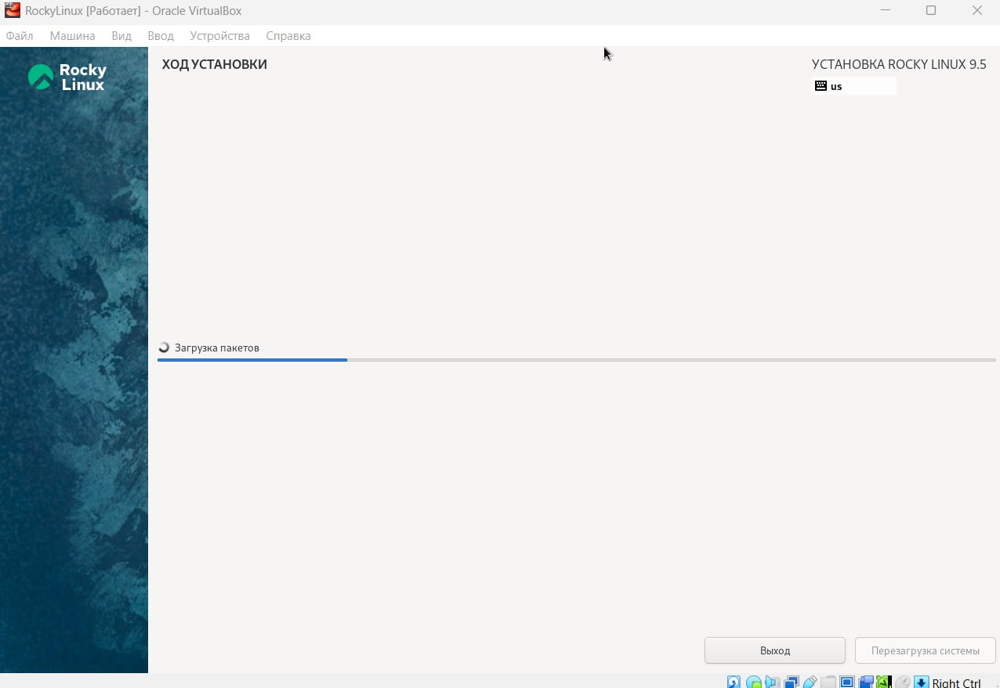 RockyLinux [Работает] - Oracle VirtualBox
Файл Машина Вид Ввод Устройства Справка
Rocky
Linux
ХОД УСТАНОВКИ
УСТАНОВКА ROCKY LINUX 9.5
us
Загрузка пакетов
Выход
Перезагрузка системы
Right Ctrl